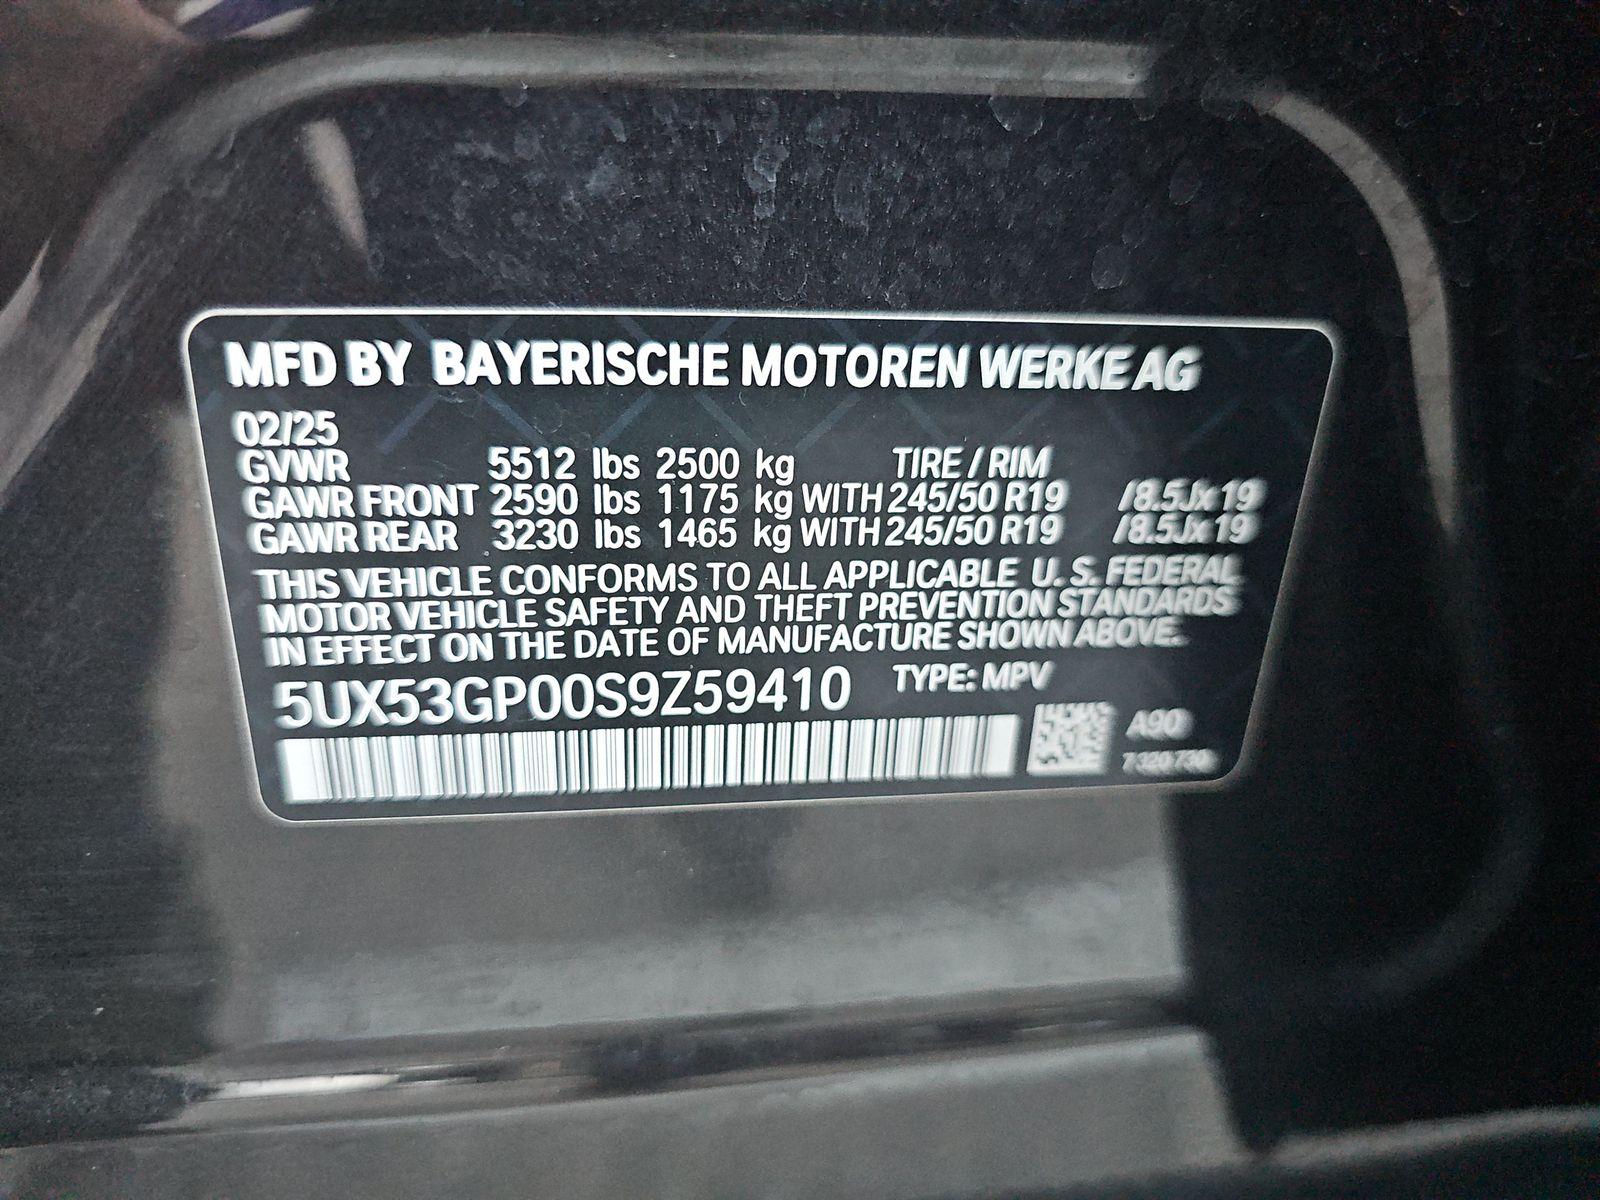 MFD BY BAYERISCHE MOTOREN WERKE AG
02/25
GVWR 5512 lbs 2500 kg TIRE / RIM
GAWR FRONT 2590 lbs 1175 kg WITH 245/50 R19 /8.5Jx19
GAWR REAR 3230 lbs 1465 kg WITH 245/50 R19 /8.5Jx19
THIS VEHICLE CONFORMS TO ALL APPLICABLE U.S. FEDERAL
MOTOR VEHICLE SAFETY AND THEFT PREVENTION STANDARDS
IN EFFECT ON THE DATE OF MANUFACTURE SHOWN ABOVE.
5UX53GP00S9Z59410 TYPE: MPV
A90